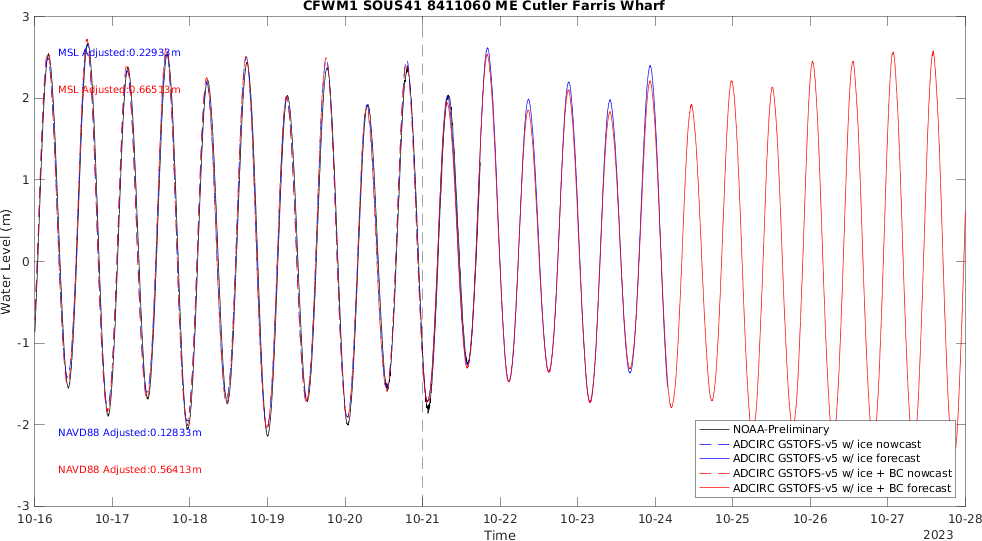 CFWM1 SOUS41 8411060 ME Cutler Farris Wharf
MSL Adjusted:0.22933m
MSL Adjusted:0.66513m
NAVD88 Adjusted:0.12833m
NAVD88 Adjusted:0.56413m
Water Level (m)
3
2
1
0
-1
-2
-3
NOAA-Preliminary
ADCIRC GSTOFS-v5 w/ ice nowcast
ADCIRC GSTOFS-v5 w/ ice forecast
ADCIRC GSTOFS-v5 w/ ice + BC nowcast
ADCIRC GSTOFS-v5 w/ ice + BC forecast
10-16 10-17 10-18 10-19 10-20 10-21 10-22 10-23 10-24 10-25 10-26 10-27 10-28
Time
2023